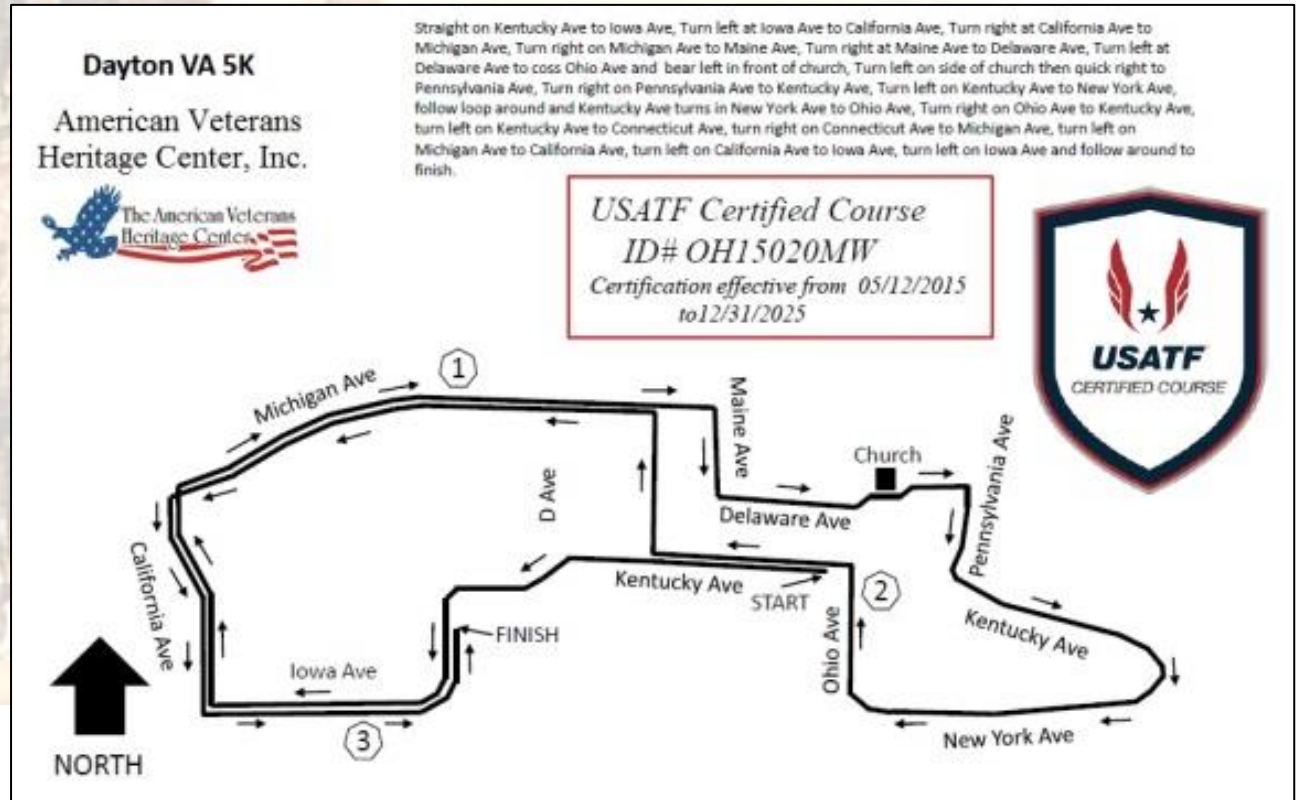 Dayton VA 5K
American Veterans
Heritage Center, Inc.
The American Veterans
Heritage Center
Straight on Kentucky Ave to Iowa Ave, Turn left at Iowa Ave to California Ave, Turn right at California Ave to
Michigan Ave, Turn right on Michigan Ave to Maine Ave, Turn right at Maine Ave to Delaware Ave, Turn left at
Delaware Ave to coss Ohio Ave and bear left in front of church, Turn left on side of church then quick right to
Pennsylvania Ave, Turn right on Pennsylvania Ave to Kentucky Ave, Turn left on Kentucky Ave to New York Ave,
follow loop around and Kentucky Ave turns in New York Ave to Ohio Ave, Turn right on Ohio Ave to Kentucky Ave,
turn left on Kentucky Ave to Connecticut Ave, turn right on Connecticut Ave to Michigan Ave, turn left on
Michigan Ave to California Ave, turn left on California Ave to Iowa Ave, turn left on Iowa Ave and follow around to
finish.
USATF Certified Course
ID# OH15020MW
Certification effective from 05/12/2015
to12/31/2025
USATF
CERTIFIED COURSE
1
Michigan Ave
Maine Ave
Church
Pennsylvania Ave
D Ave
Delaware Ave
California Ave
Kentucky Ave
START
2
Kentucky Ave
FINISH
Ohio Ave
Iowa Ave
3
New York Ave
NORTH